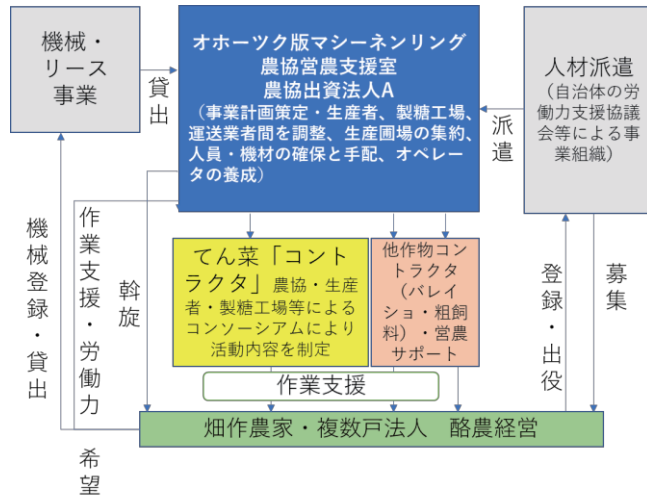 機械・
リース
事業
貸出
オホーツク版マシーネンリング
農協営農支援室
農協出資法人A
（事業計画策定・生産者、製糖工場、
運送業者間を調整、生産圃場の集約、
人員・機材の確保と手配、オペレー
タの養成）
派遣
人材派遣
（自治体の労
働力支援協議
会等による事
業組織）
機械登録・貸出
作業支援・労働力
希望
斡旋
てん菜「コント
ラクタ」農協・生産
者・製糖工場等による
コンソーシアムにより
活動内容を制定
他作物コント
ラクタ
（バレイ
ショ・粗飼
料）・営農
サポート
登録・出役
募集
作業支援
畑作農家・複数戸法人　酪農経営